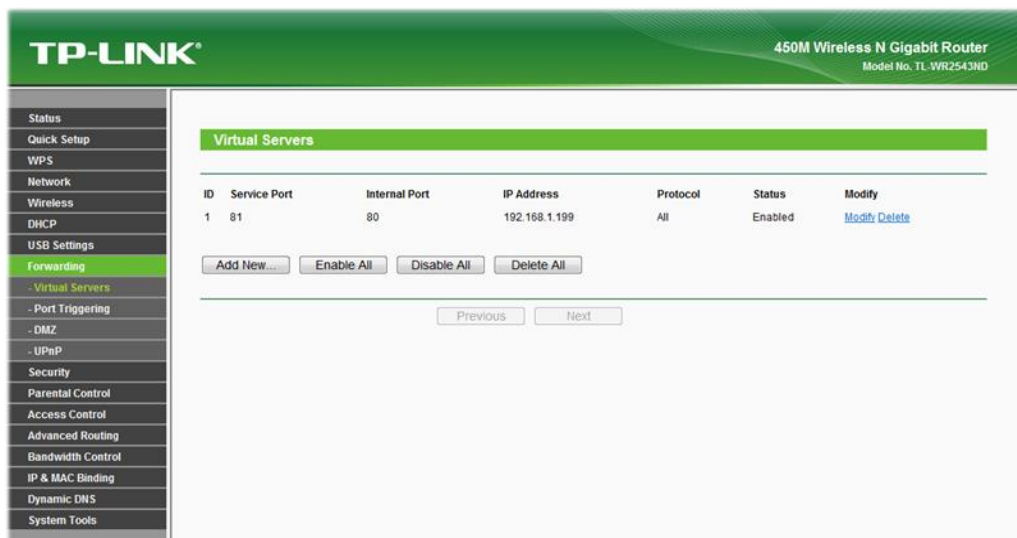 TP-LINK®
450M Wireless N Gigabit Router
Model No. TL-WR2543ND
Status
Quick Setup
WPS
Network
Wireless
DHCP
USB Settings
Forwarding
- Virtual Servers
- Port Triggering
- DMZ
- UPnP
Security
Parental Control
Access Control
Advanced Routing
Bandwidth Control
IP & MAC Binding
Dynamic DNS
System Tools
Virtual Servers
ID Service Port Internal Port IP Address Protocol Status Modify
1 81 80 192.168.1.199 All Enabled Modify Delete
Add New... Enable All Disable All Delete All
Previous Next